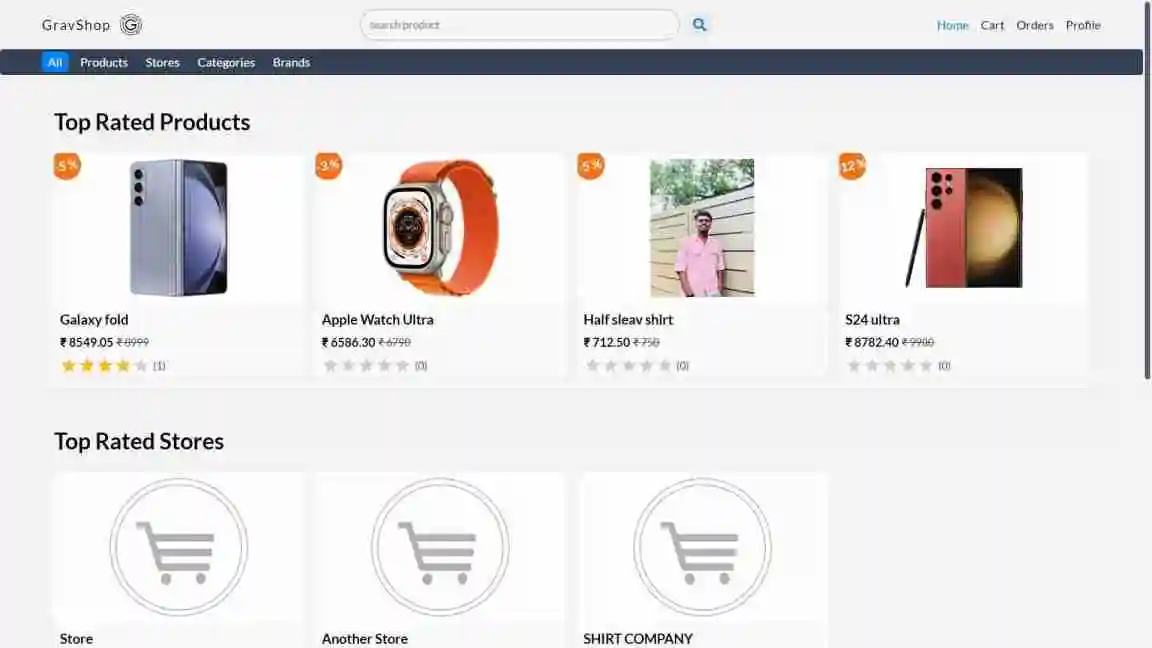 GravShop G
search product
Home Cart Orders Profile
All Products Stores Categories Brands
Top Rated Products
-5 %
-3 %
-5 %
12 %
Galaxy fold
Apple Watch Ultra
Half sleav shirt
S24 ultra
₹ 8549.05 ₹ 8999
₹ 6586.30 ₹ 6790
₹ 712.50 ₹ 750
₹ 8782.40 ₹ 9980
(1)
(0)
(0)
(0)
Top Rated Stores
Store
Another Store
SHIRT COMPANY